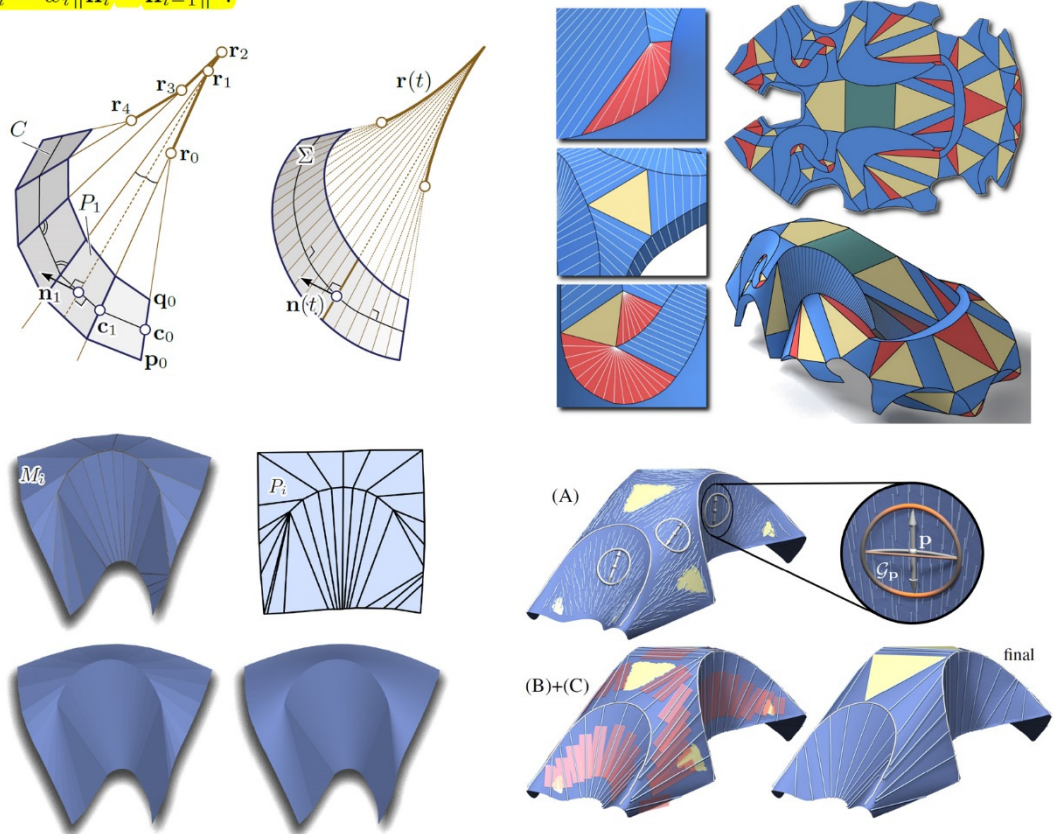 r₂
r₁
r₃
r₄
r₀
C
P₁
n₁
c₁
q₀
c₀
p₀
r(t)
Σ
n(t
Mᵢ
Pᵢ
(A)
p
𝒢ₚ
(B)+(C)
final